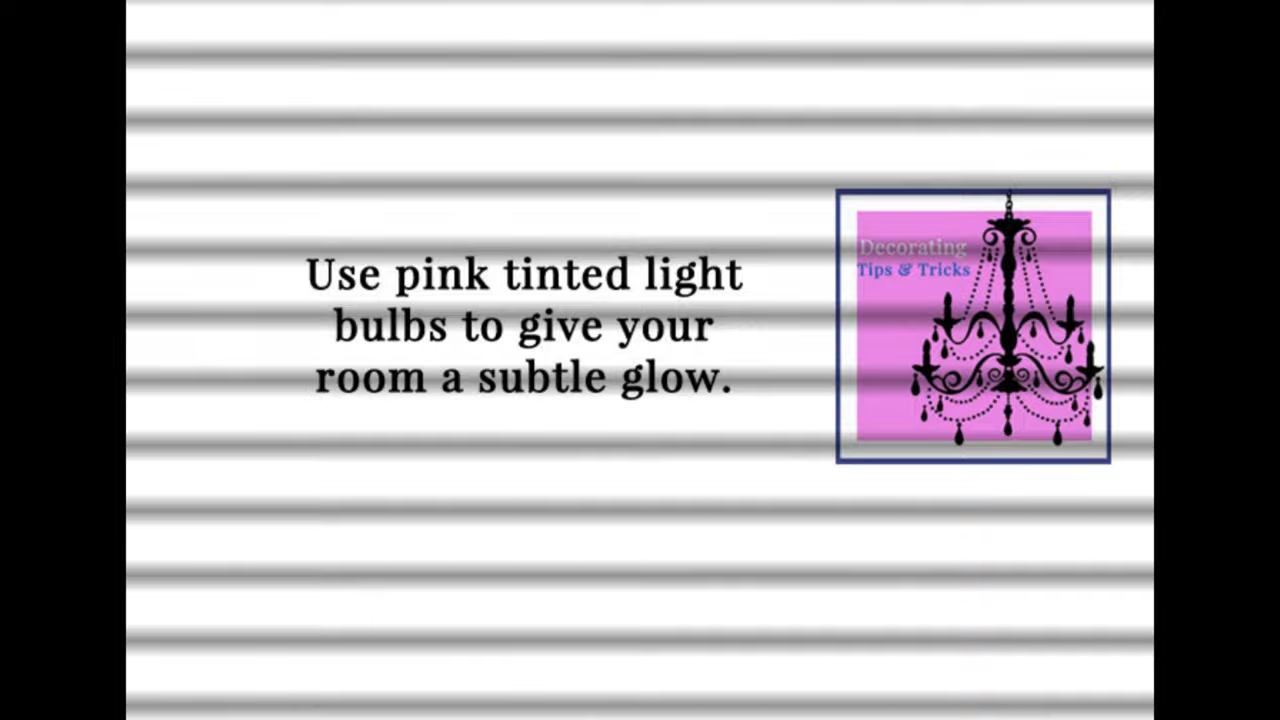 Use pink tinted light
bulbs to give your
room a subtle glow.
Decorating
Tips & Tricks